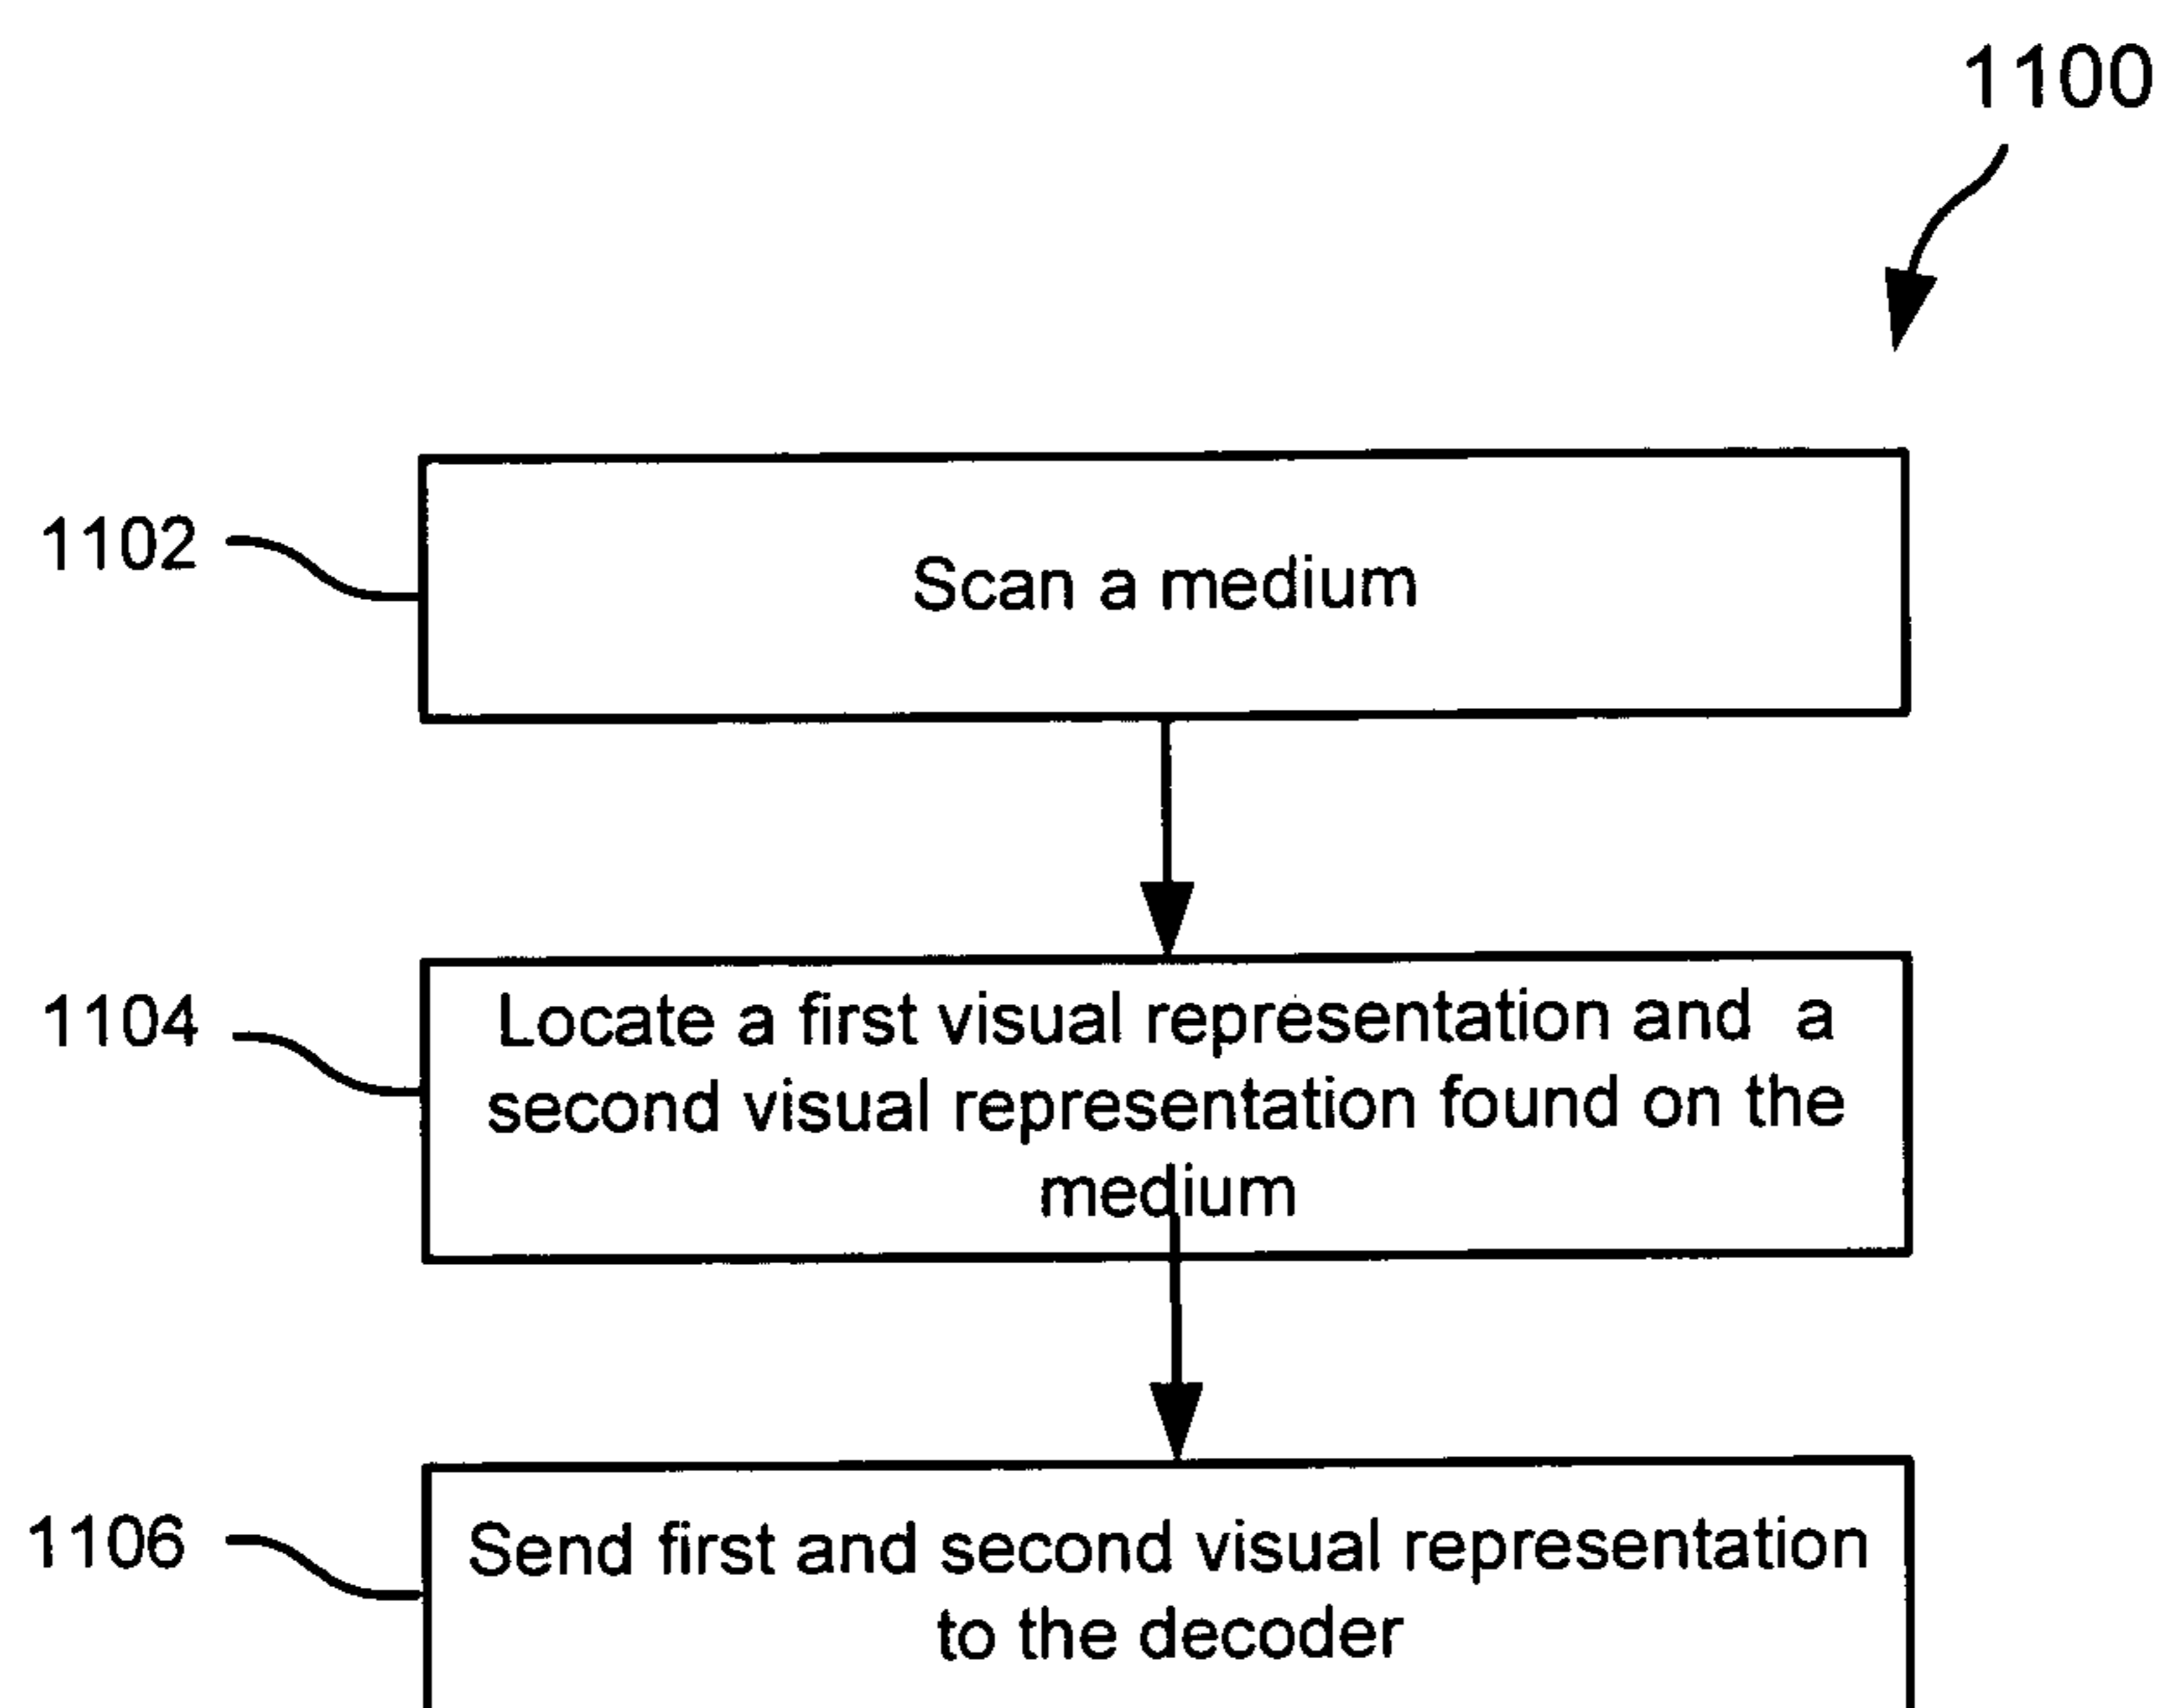 1100
1102
Scan a medium
1104
Locate a first visual representation and a
second visual representation found on the
medium
1106
Send first and second visual representation
to the decoder